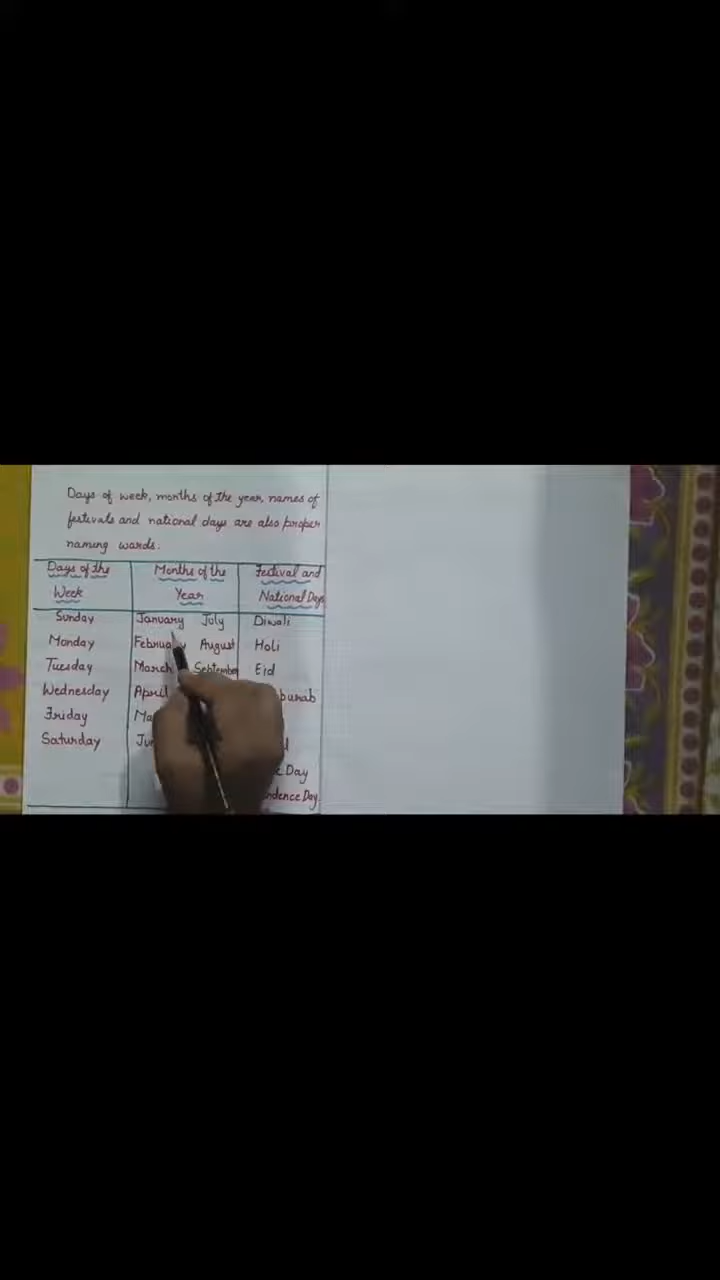 Days of week, months of the year, names of
festivals and national days are also proper
naming words.
Days of the Week
Months of the Year
Festival and National Days
Sunday
January July
Diwali
Monday
August
Holi
Tuesday
March September
Eid
Wednesday
April
Friday
Saturday
Day
Day